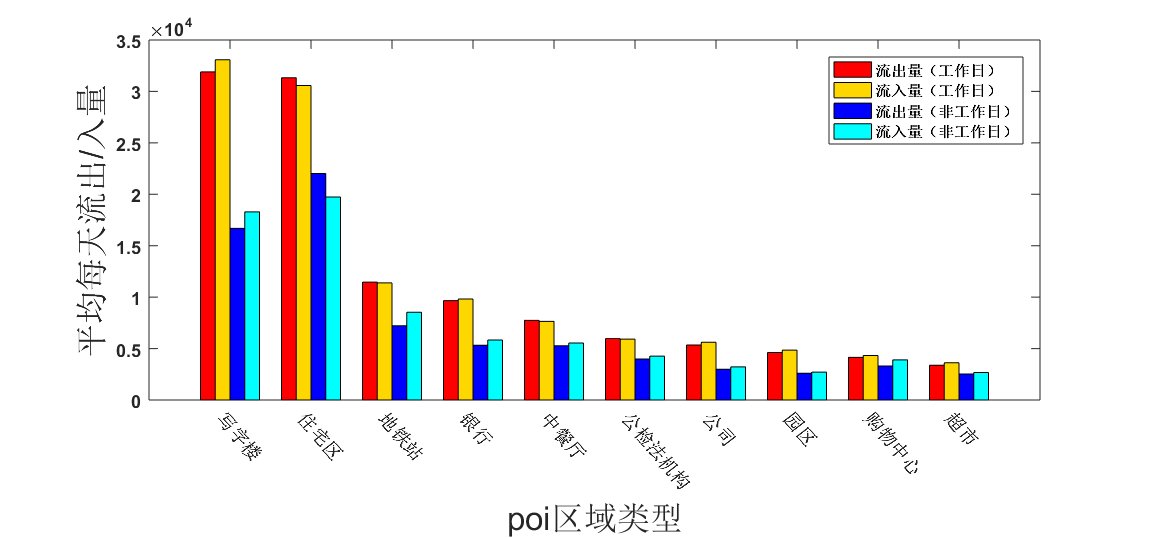 ×10⁴
3.5
3
2.5
2
1.5
1
0.5
0
平均每天流出/入量
流出量（工作日）
流入量（工作日）
流出量（非工作日）
流入量（非工作日）
写字楼
住宅区
地铁站
银行
中餐厅
公检法机构
公司
园区
购物中心
超市
poi区域类型